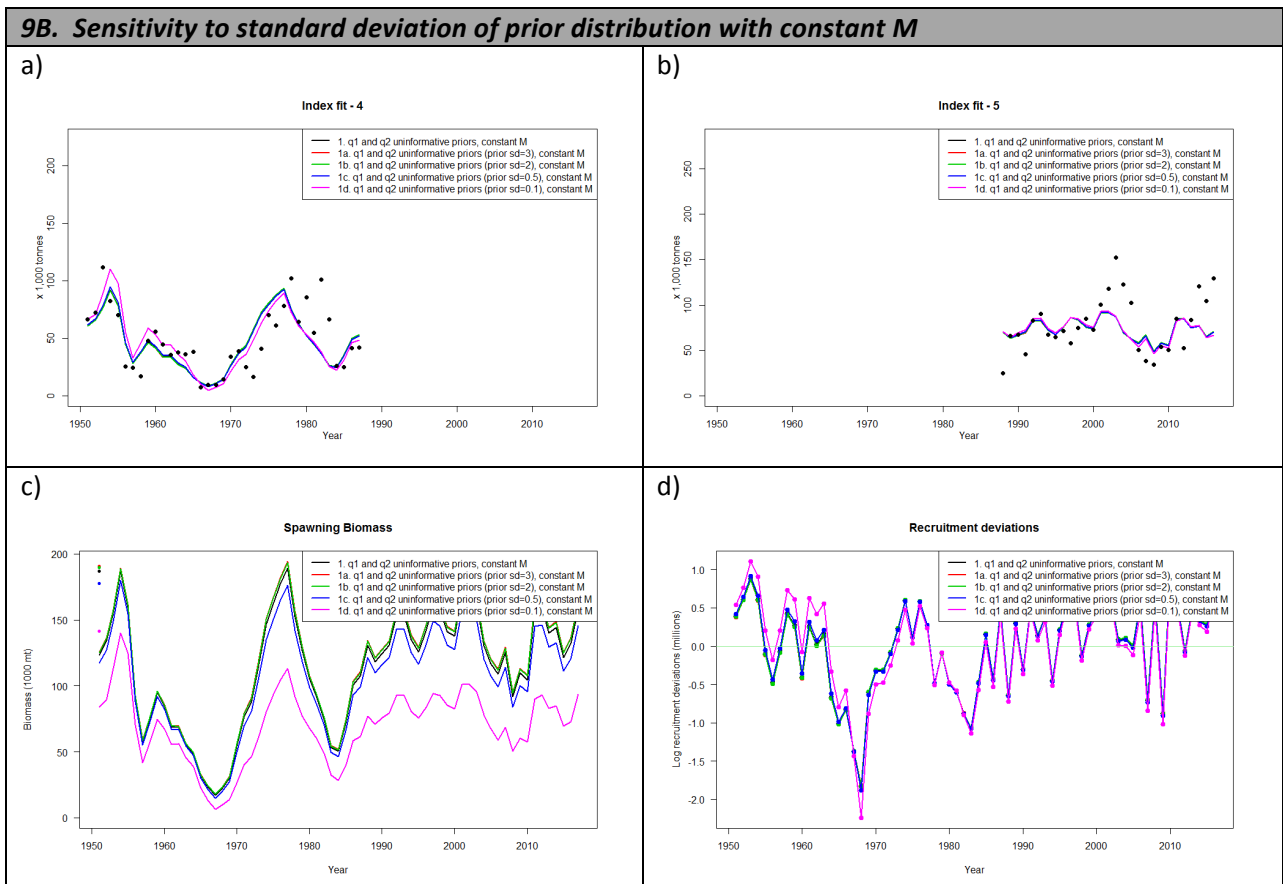 9B. Sensitivity to standard deviation of prior distribution with constant M
a)
Index fit - 4
1. q1 and q2 uninformative priors, constant M
1a. q1 and q2 uninformative priors (prior sd=3), constant M
1b. q1 and q2 uninformative priors (prior sd=2), constant M
1c. q1 and q2 uninformative priors (prior sd=0.5), constant M
1d. q1 and q2 uninformative priors (prior sd=0.1), constant M
x 1,000 tonnes
200
150
100
50
0
1950 1960 1970 1980 1990 2000 2010
Year
b)
Index fit - 5
1. q1 and q2 uninformative priors, constant M
1a. q1 and q2 uninformative priors (prior sd=3), constant M
1b. q1 and q2 uninformative priors (prior sd=2), constant M
1c. q1 and q2 uninformative priors (prior sd=0.5), constant M
1d. q1 and q2 uninformative priors (prior sd=0.1), constant M
x 1,000 tonnes
250
200
150
100
50
0
1950 1960 1970 1980 1990 2000 2010
Year
c)
Spawning Biomass
1. q1 and q2 uninformative priors, constant M
1a. q1 and q2 uninformative priors (prior sd=3), constant M
1b. q1 and q2 uninformative priors (prior sd=2), constant M
1c. q1 and q2 uninformative priors (prior sd=0.5), constant M
1d. q1 and q2 uninformative priors (prior sd=0.1), constant M
Biomass (1000 mt)
200
150
100
50
0
1950 1960 1970 1980 1990 2000 2010
Year
d)
Recruitment deviations
1. q1 and q2 uninformative priors, constant M
1a. q1 and q2 uninformative priors (prior sd=3), constant M
1b. q1 and q2 uninformative priors (prior sd=2), constant M
1c. q1 and q2 uninformative priors (prior sd=0.5), constant M
1d. q1 and q2 uninformative priors (prior sd=0.1), constant M
Log recruitment deviations (millions)
1.0
0.5
0.0
-0.5
-1.0
-1.5
-2.0
1950 1960 1970 1980 1990 2000 2010
Year